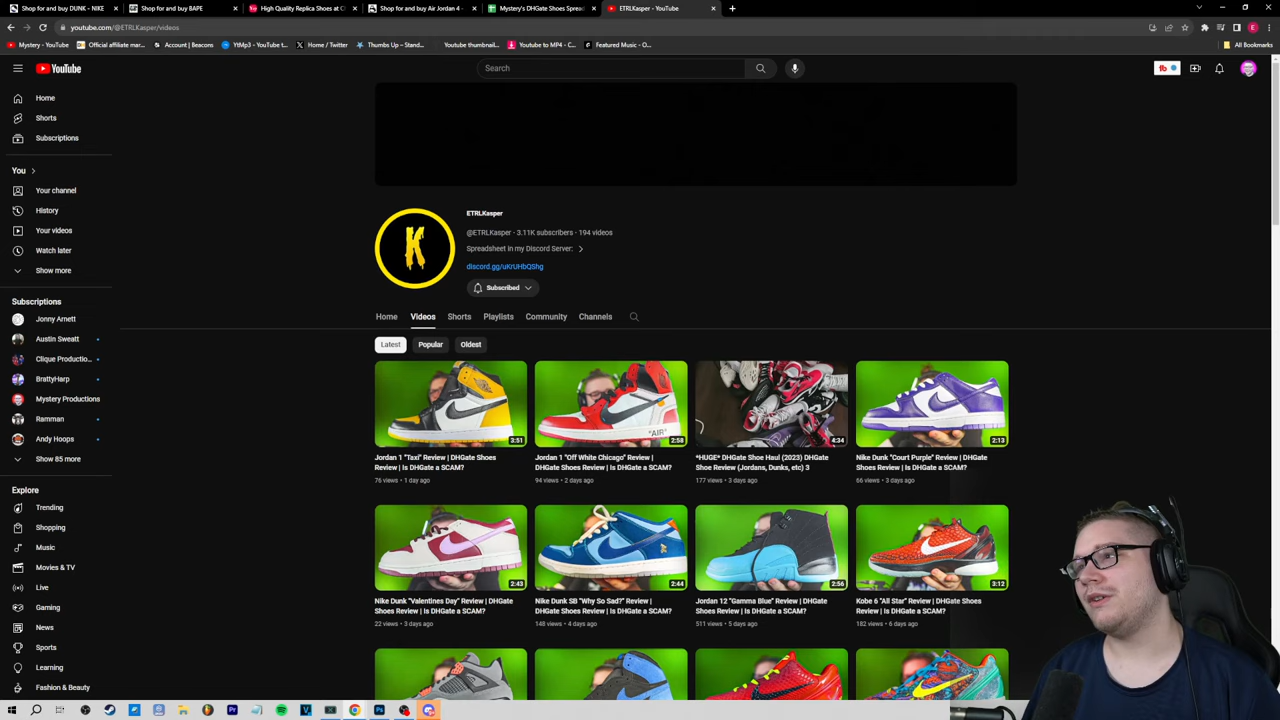 Shop for and buy DUNK - NIKE
Shop for and buy BAPE
High Quality Replica Shoes at C
Shop for and buy Air Jordan 4 -
Mystery's DHGate Shoes Spread
ETRLKasper - YouTube
youtube.com/@ETRLKasper/videos
Mystery - YouTube
Official affiliate mar...
Account | Beacons
YtMp3 - YouTube t...
Home / Twitter
Thumbs Up – Stand...
Youtube thumbnail...
YouTube to MP4 - C...
Featured Music - O...
All Bookmarks
YouTube
Search
tb
Home
Shorts
Subscriptions
You
Your channel
History
Your videos
Watch later
Show more
Subscriptions
Jonny Arnett
Austin Sweatt
Clique Productio...
BrattyHarp
Mystery Productions
Ramman
Andy Hoops
Show 85 more
Explore
Trending
Shopping
Music
Movies & TV
Live
Gaming
News
Sports
Learning
Fashion & Beauty
K
ETRLKasper
@ETRLKasper · 3.11K subscribers · 194 videos
Spreadsheet in my Discord Server:
discord.gg/uKrUHbQShg
Subscribed
Home Videos Shorts Playlists Community Channels
Latest Popular Oldest
3:51
Jordan 1 "Taxi" Review | DHGate Shoes
Review | Is DHGate a SCAM?
76 views · 1 day ago
"AIR"
2:58
Jordan 1 "Off White Chicago" Review |
DHGate Shoes Review | Is DHGate a SCAM?
94 views · 2 days ago
4:34
*HUGE* DHGate Shoe Haul (2023) DHGate
Shoe Review (Jordans, Dunks, etc) 3
177 views · 3 days ago
2:13
Nike Dunk "Court Purple" Review |
DHGate Shoes Review | Is DHGate a SCAM?
66 views · 3 days ago
2:43
Nike Dunk "Valentines Day" Review | DHGate
Shoes Review | Is DHGate a SCAM?
22 views · 3 days ago
2:44
Nike Dunk SB "Why So Sad?" Review |
DHGate Shoes Review | Is DHGate a SCAM?
148 views · 4 days ago
2:56
Jordan 12 "Gamma Blue" Review | DHGate
Shoes Review | Is DHGate a SCAM?
511 views · 5 days ago
3:12
Kobe 6 "All Star" Review | DHGate Shoes
Review | Is DHGate a SCAM?
182 views · 6 days ago